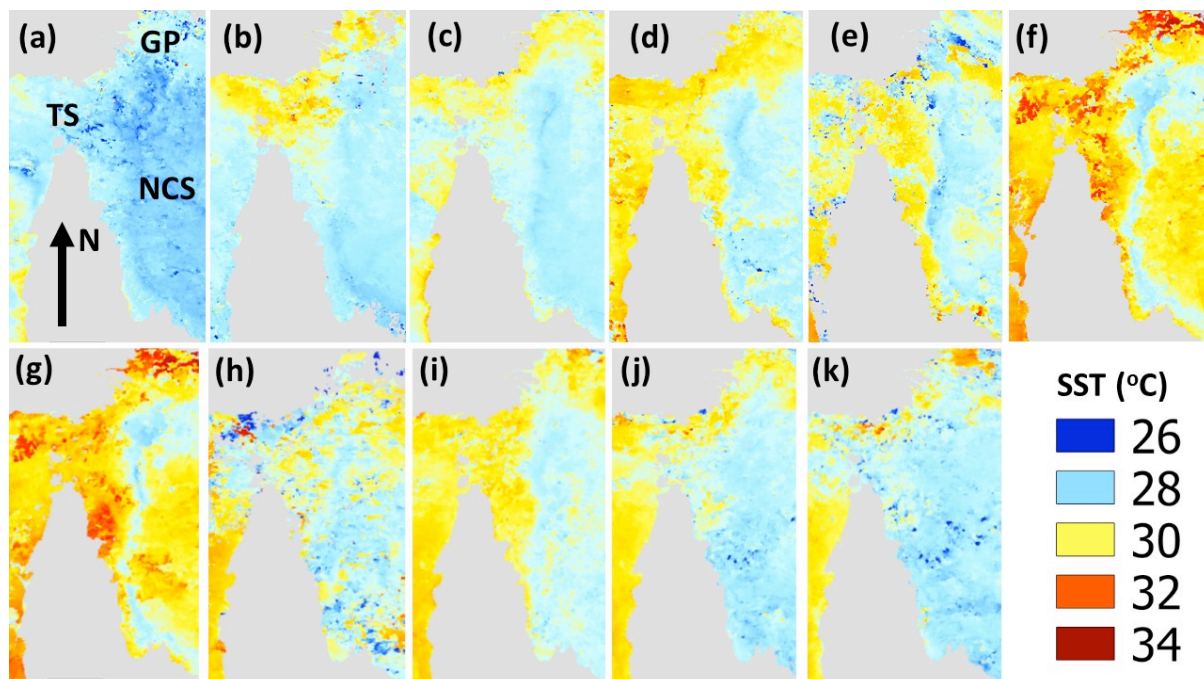 (a) GP
TS
NCS
N
(b)
(c)
(d)
(e)
(f)
(g)
(h)
(i)
(j)
(k)
SST (°C)
26
28
30
32
34